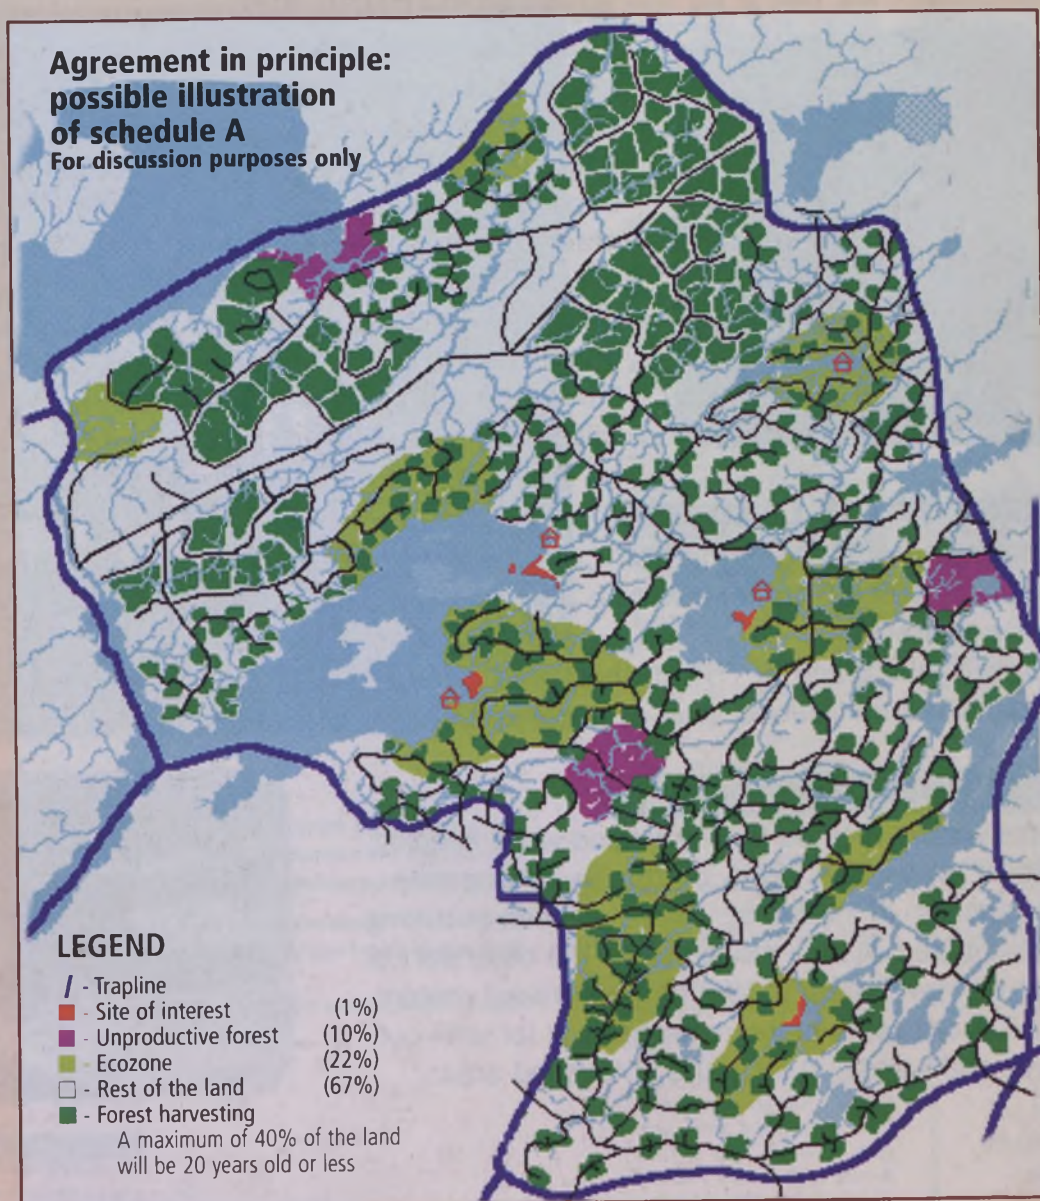 Agreement in principle:
possible illustration
of schedule A
For discussion purposes only
LEGEND
/ - Trapline
- Site of interest (1%)
- Unproductive forest (10%)
- Ecozone (22%)
- Rest of the land (67%)
- Forest harvesting
A maximum of 40% of the land
will be 20 years old or less